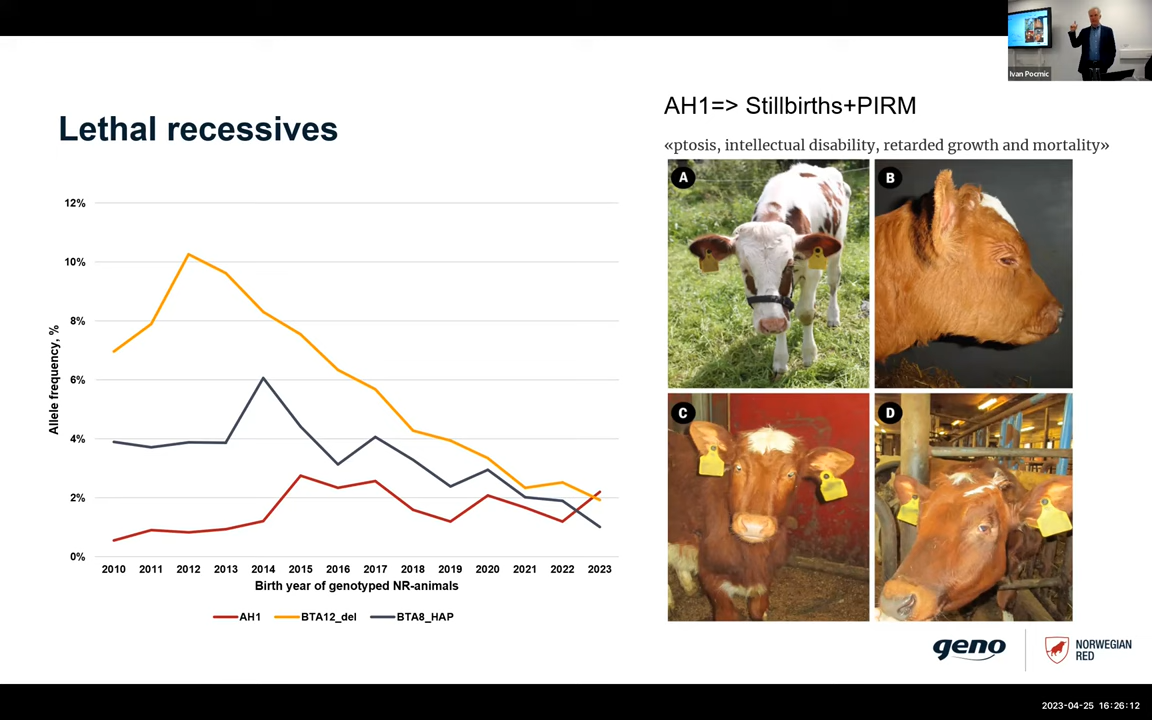 Ivan Pocrnic
Lethal recessives
AH1=> Stillbirths+PIRM
«ptosis, intellectual disability, retarded growth and mortality»
A
B
C
D
12%
10%
8%
6%
4%
2%
0%
Allele frequency, %
2010 2011 2012 2013 2014 2015 2016 2017 2018 2019 2020 2021 2022 2023
Birth year of genotyped NR-animals
AH1 BTA12_del BTA8_HAP
geno
NORWEGIAN
RED
2023-04-25 16:26:12